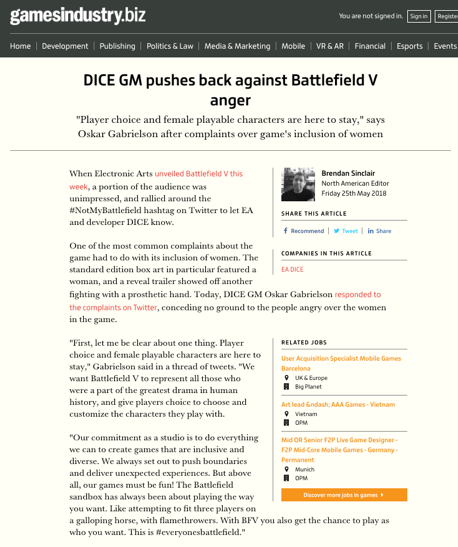 gamesindustry.biz
You are not signed in. Sign in Registe
Home Development Publishing Politics & Law Media & Marketing Mobile VR & AR Financial Esports Events
DICE GM pushes back against Battlefield V
anger
"Player choice and female playable characters are here to stay," says
Oskar Gabrielson after complaints over game's inclusion of women
When Electronic Arts unveiled Battlefield V this
week, a portion of the audience was
unimpressed, and rallied around the
#NotMyBattlefield hashtag on Twitter to let EA
and developer DICE know.
Brendan Sinclair
North American Editor
Friday 25th May 2018
SHARE THIS ARTICLE
Recommend Tweet Share
COMPANIES IN THIS ARTICLE
EA DICE
One of the most common complaints about the
game had to do with its inclusion of women. The
standard edition box art in particular featured a
woman, and a reveal trailer showed off another
fighting with a prosthetic hand. Today, DICE GM Oskar Gabrielson responded to
the complaints on Twitter, conceding no ground to the people angry over the women
in the game.
"First, let me be clear about one thing. Player
choice and female playable characters are here to
stay," Gabrielson said in a thread of tweets. "We
want Battlefield V to represent all those who
were a part of the greatest drama in human
history, and give players choice to choose and
customize the characters they play with.
RELATED JOBS
User Acquisition Specialist Mobile Games
Barcelona
UK & Europe
Big Planet
Art lead &ndash; AAA Games - Vietnam
Vietnam
OPM
Mid OR Senior F2P Live Game Designer -
F2P Mid-Core Mobile Games - Germany -
Permanent
Munich
OPM
Discover more jobs in games
"Our commitment as a studio is to do everything
we can to create games that are inclusive and
diverse. We always set out to push boundaries
and deliver unexpected experiences. But above
all, our games must be fun! The Battlefield
sandbox has always been about playing the way
you want. Like attempting to fit three players on
a galloping horse, with flamethrowers. With BFV you also get the chance to play as
who you want. This is #everyonesbattlefield."